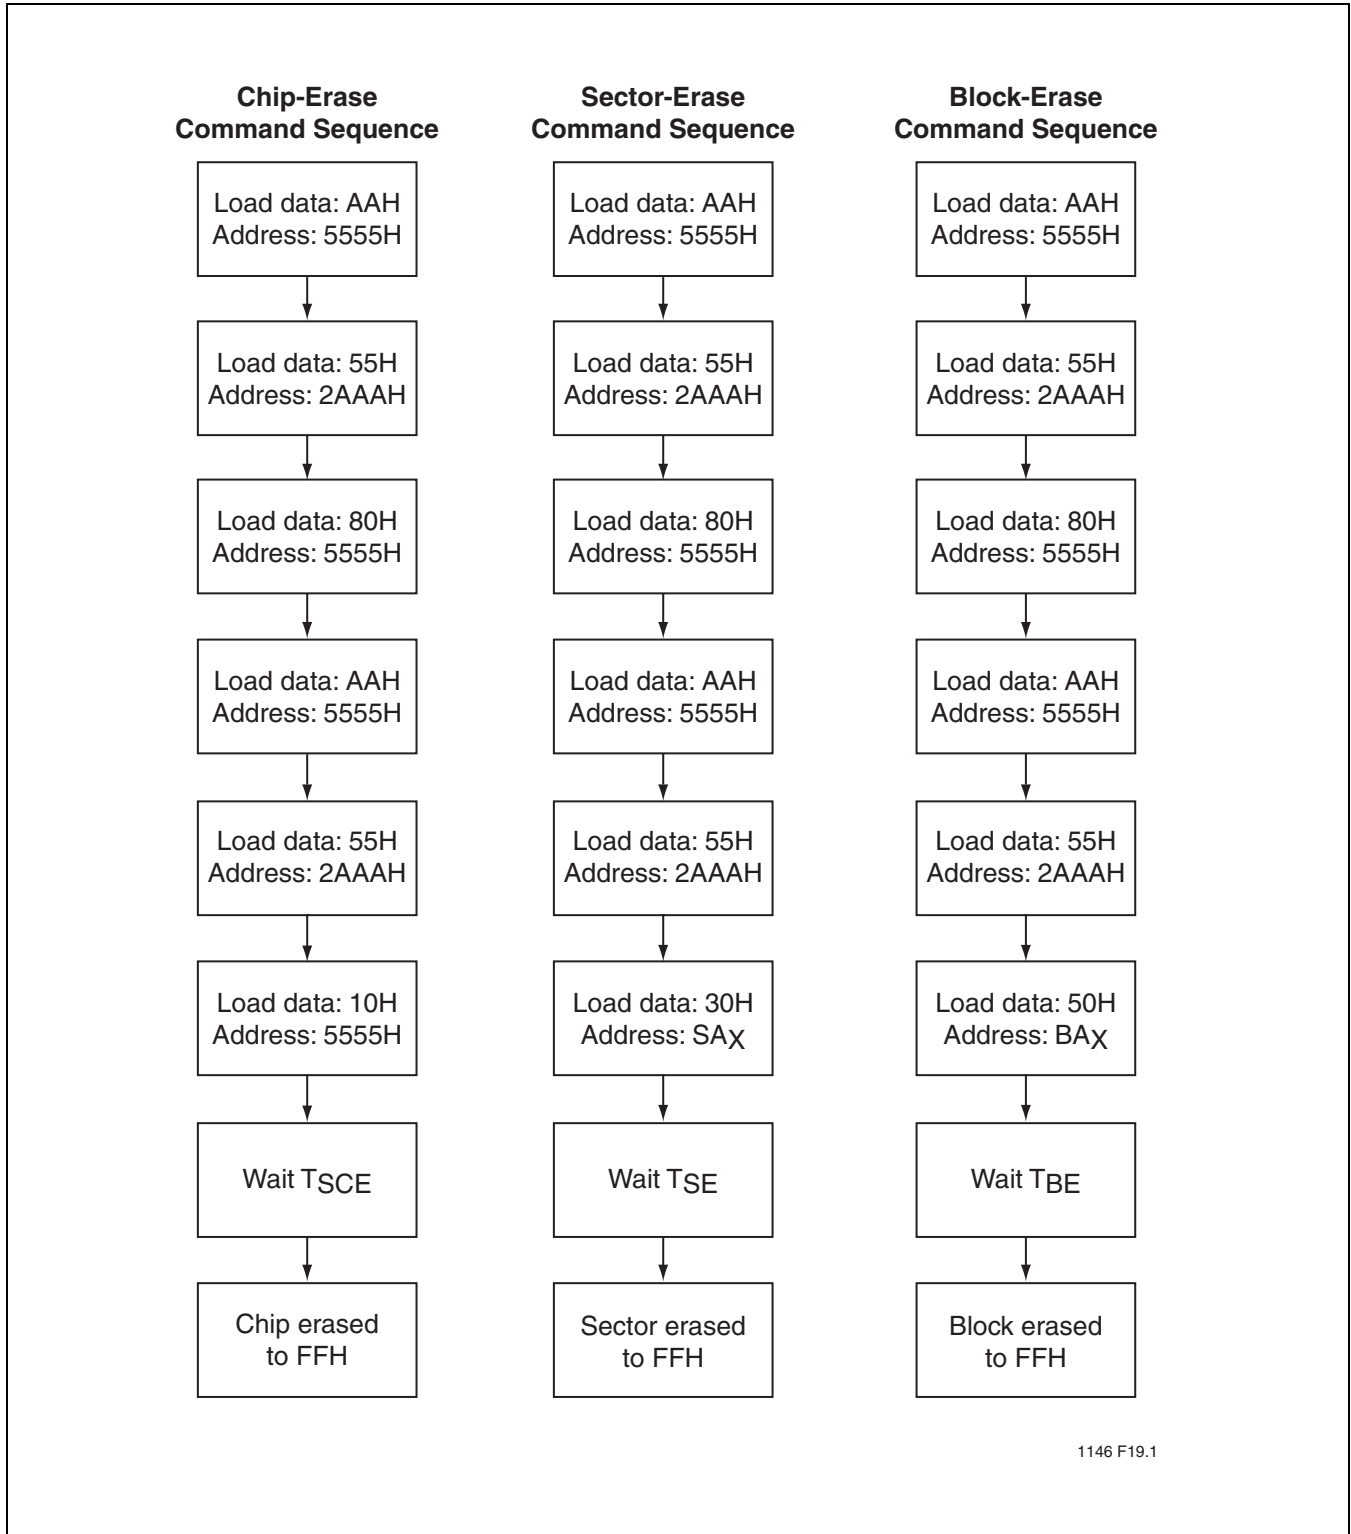 Chip-Erase
Command Sequence
Load data: AAH
Address: 5555H
Load data: 55H
Address: 2AAAH
Load data: 80H
Address: 5555H
Load data: AAH
Address: 5555H
Load data: 55H
Address: 2AAAH
Load data: 10H
Address: 5555H
Wait TSCE
Chip erased
to FFH
Sector-Erase
Command Sequence
Load data: AAH
Address: 5555H
Load data: 55H
Address: 2AAAH
Load data: 80H
Address: 5555H
Load data: AAH
Address: 5555H
Load data: 55H
Address: 2AAAH
Load data: 30H
Address: SAX
Wait TSE
Sector erased
to FFH
Block-Erase
Command Sequence
Load data: AAH
Address: 5555H
Load data: 55H
Address: 2AAAH
Load data: 80H
Address: 5555H
Load data: AAH
Address: 5555H
Load data: 55H
Address: 2AAAH
Load data: 50H
Address: BAX
Wait TBE
Block erased
to FFH
1146 F19.1